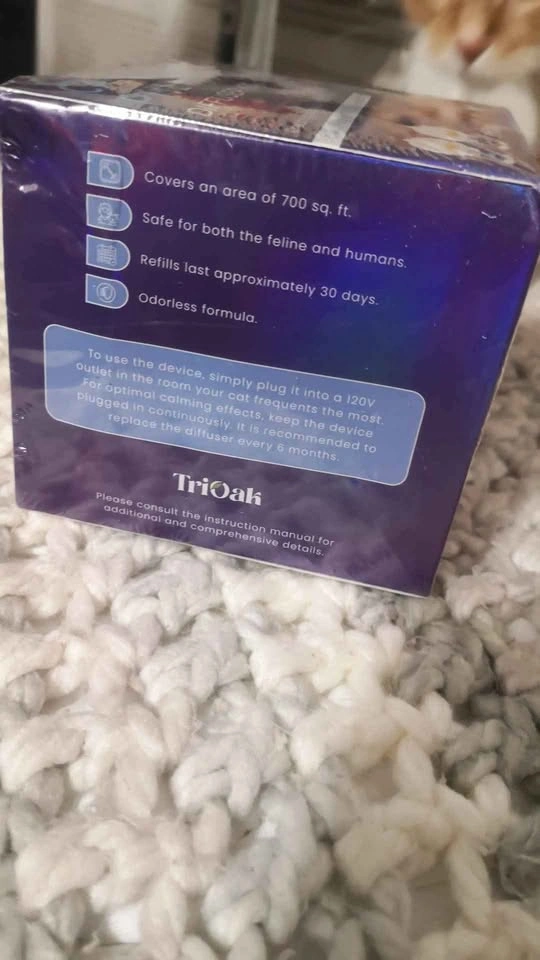 Covers an area of 700 sq. ft.
Safe for both the feline and humans.
Refills last approximately 30 days.
Odorless formula.
To use the device, simply plug it into a 120V
outlet in the room your cat frequents the most.
For optimal calming effects, keep the device
plugged in continuously. It is recommended to
replace the diffuser every 6 months.
TriOak
Please consult the instruction manual for
additional and comprehensive details.